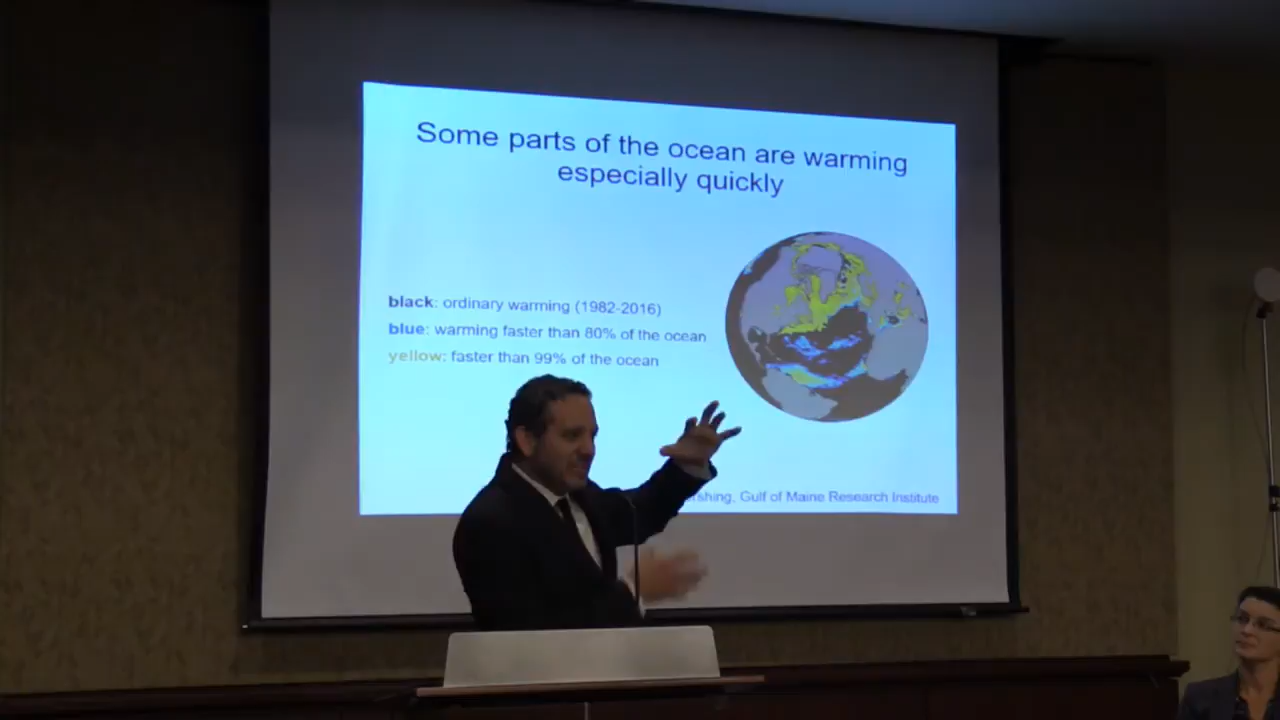 Some parts of the ocean are warming
especially quickly
black: ordinary warming (1982-2016)
blue: warming faster than 80% of the ocean
yellow: faster than 99% of the ocean
Gulf of Maine Research Institute